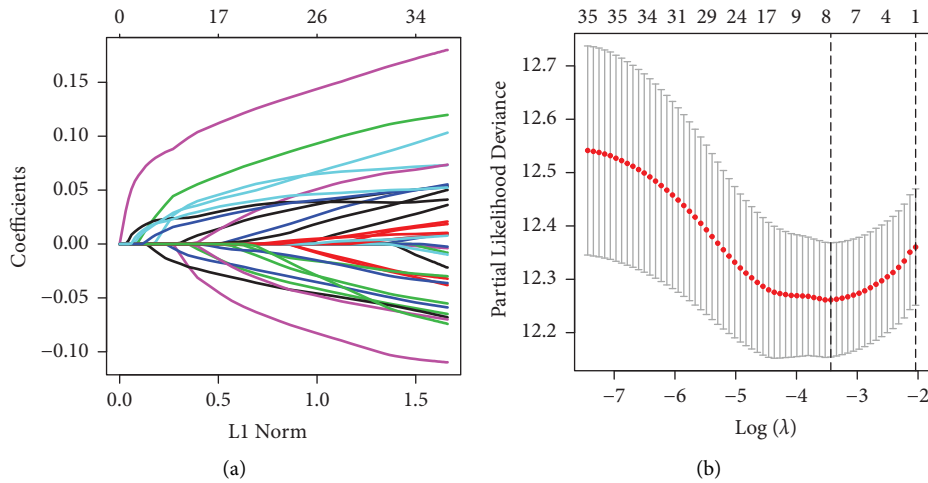 0 17 26 34
Coefficients
0.15
0.10
0.05
0.00
−0.05
−0.10
0.0 0.5 1.0 1.5
L1 Norm
(a)
35 35 34 31 29 24 17 9 8 7 4 1
Partial Likelihood Deviance
12.7
12.6
12.5
12.4
12.3
12.2
−7 −6 −5 −4 −3 −2
Log (λ)
(b)